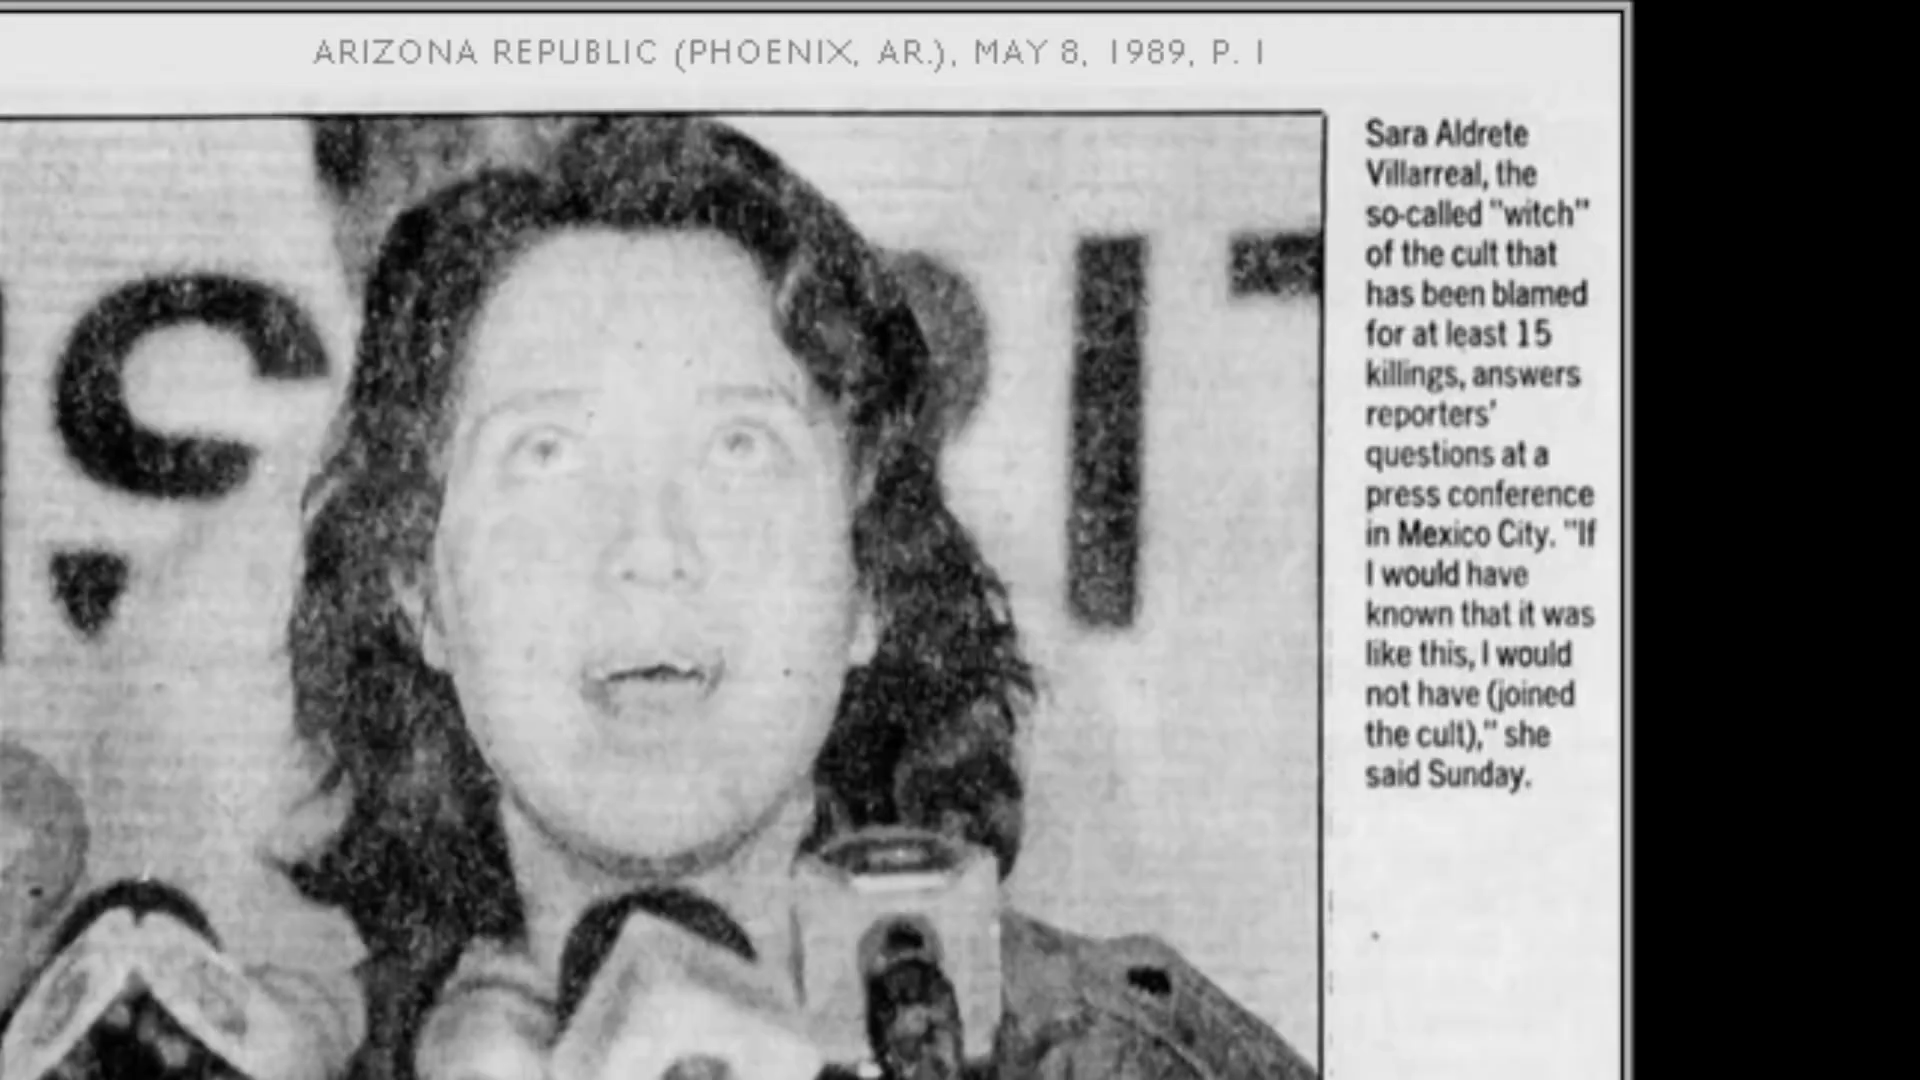 ARIZONA REPUBLIC (PHOENIX, AR.), MAY 8, 1989, P. 1
Sara Aldrete
Villarreal, the
so-called "witch"
of the cult that
has been blamed
for at least 15
killings, answers
reporters'
questions at a
press conference
in Mexico City. "If
I would have
known that it was
like this, I would
not have (joined
the cult)," she
said Sunday.